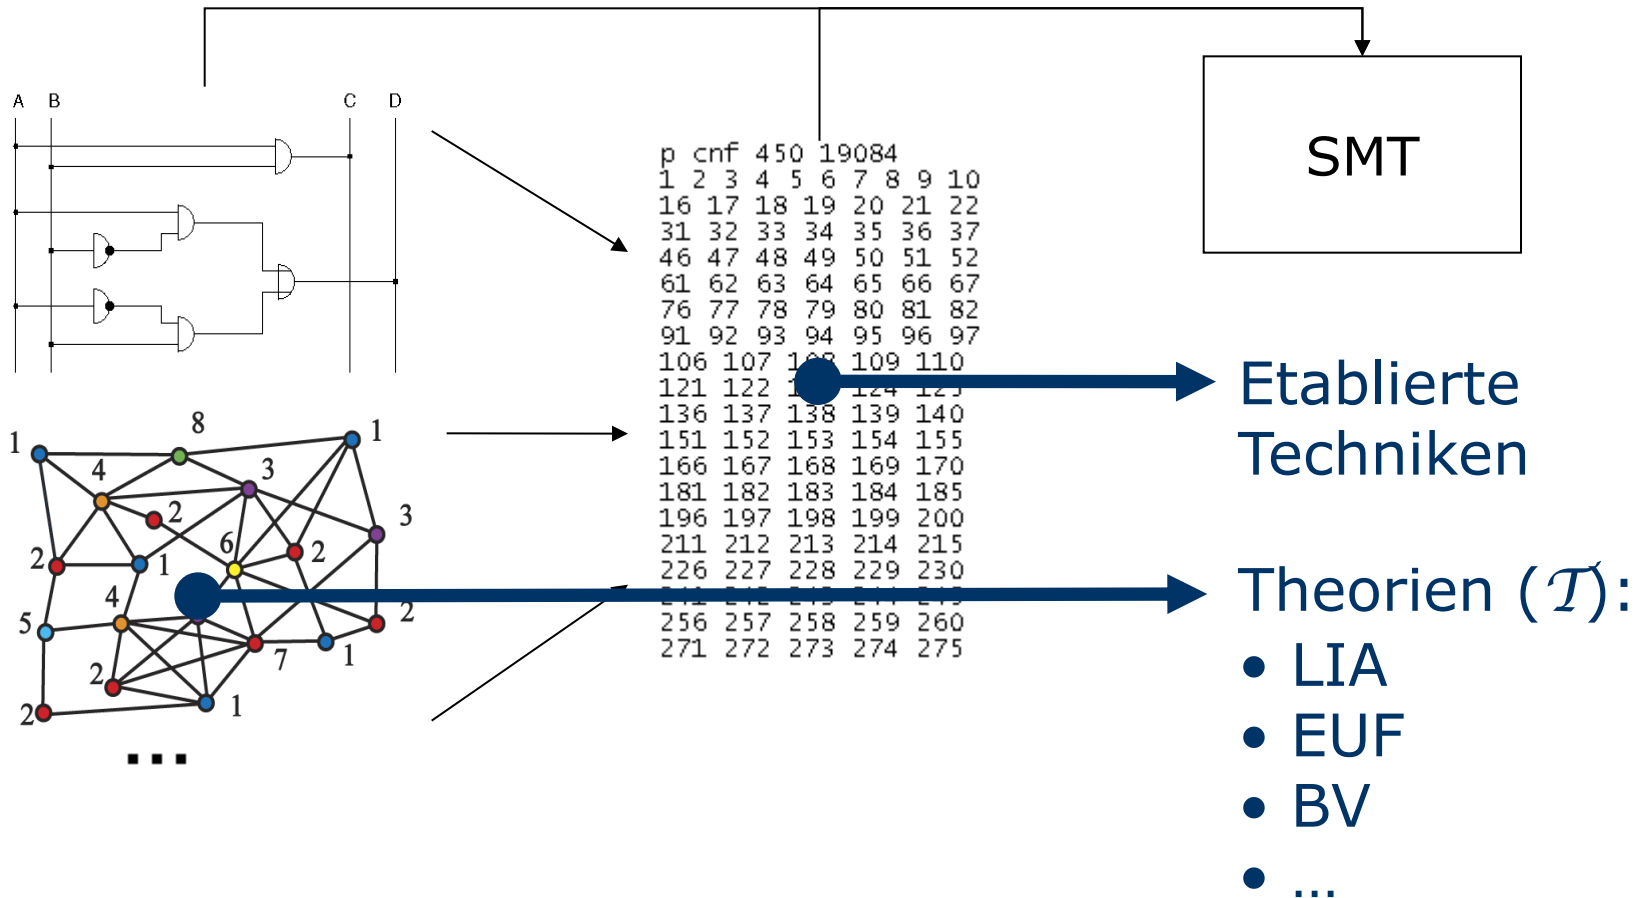 A B C D
SMT
p cnf 450 19084
1 2 3 4 5 6 7 8 9 10
16 17 18 19 20 21 22
31 32 33 34 35 36 37
46 47 48 49 50 51 52
61 62 63 64 65 66 67
76 77 78 79 80 81 82
91 92 93 94 95 96 97
106 107 108 109 110
121 122 124 125
136 137 138 139 140
151 152 153 154 155
166 167 168 169 170
181 182 183 184 185
196 197 198 199 200
211 212 213 214 215
226 227 228 229 230
256 257 258 259 260
271 272 273 274 275
Etablierte
Techniken
Theorien (𝒯):
• LIA
• EUF
• BV
• ...
8
1
1
4
3
2
3
6
2
2
1
4
2
5
7
1
2
1
2
...